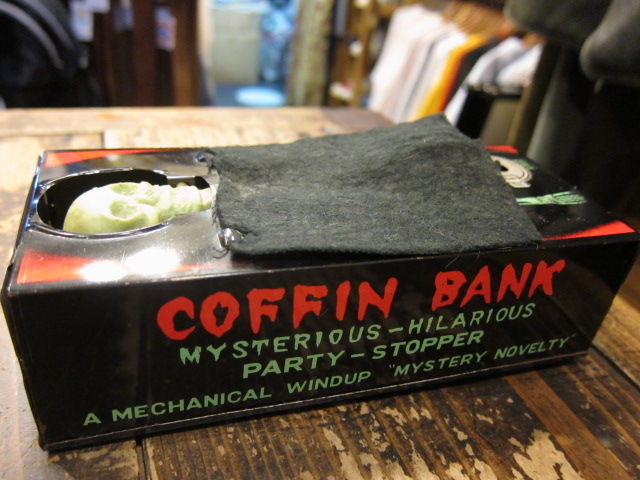 COFFIN BANK
MYSTERIOUS-HILARIOUS
PARTY-STOPPER
A MECHANICAL WINDUP "MYSTERY NOVELTY"